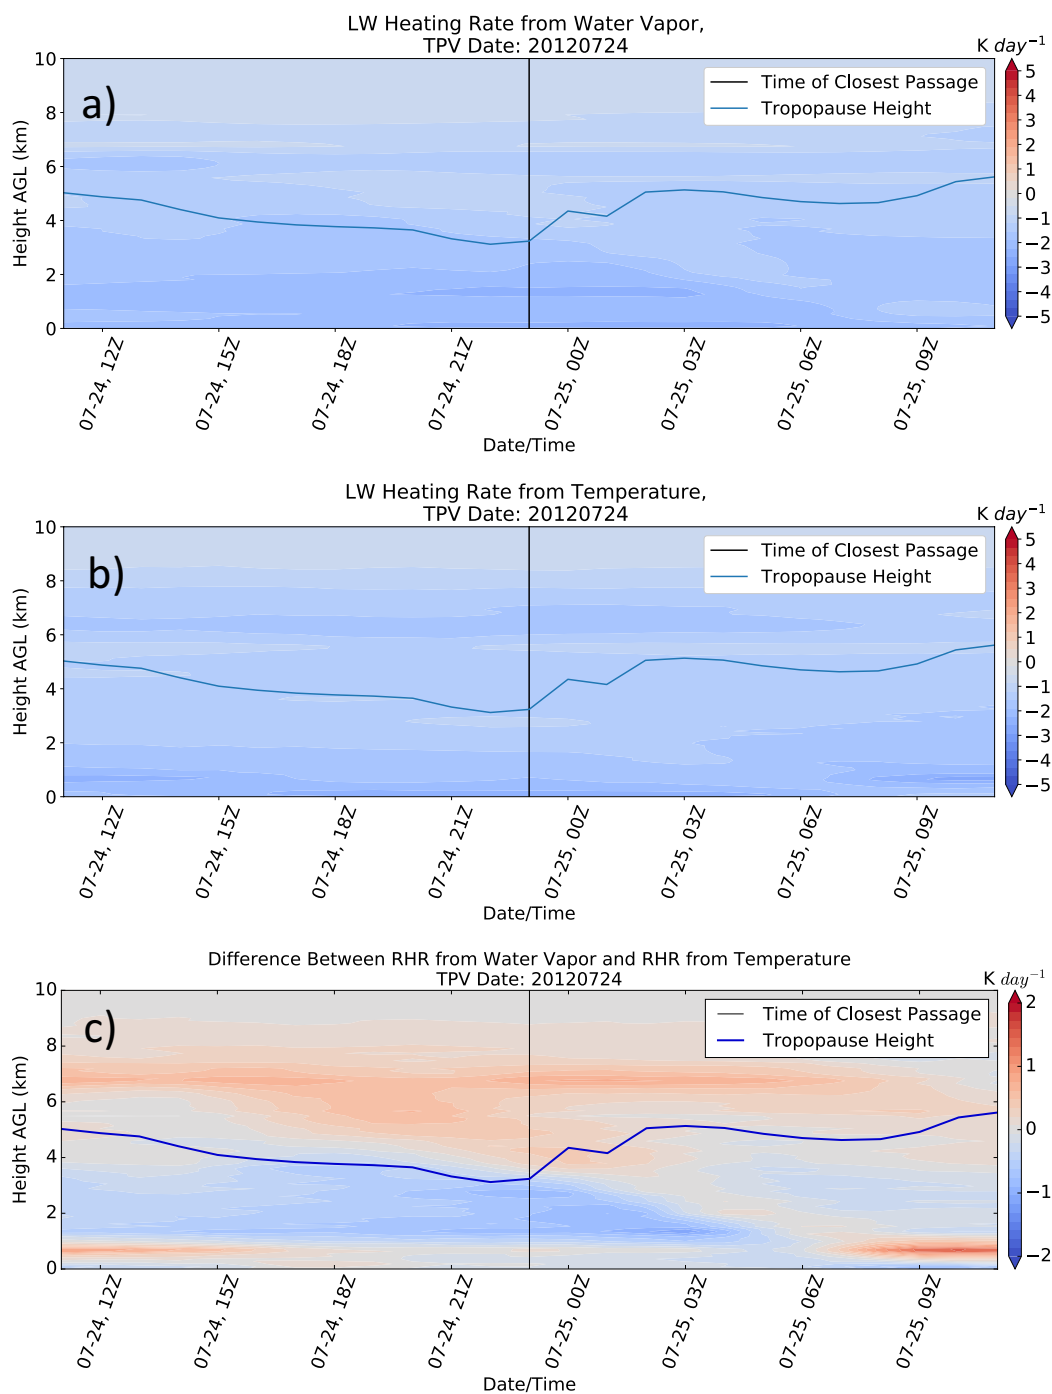 LW Heating Rate from Water Vapor,
TPV Date: 20120724
K day⁻¹
a)
Time of Closest Passage
Tropopause Height
10
8
6
4
2
0
Height AGL (km)
5
4
3
2
1
0
−1
−2
−3
−4
−5
07-24, 12Z
07-24, 15Z
07-24, 18Z
07-24, 21Z
07-25, 00Z
07-25, 03Z
07-25, 06Z
07-25, 09Z
Date/Time
LW Heating Rate from Temperature,
TPV Date: 20120724
K day⁻¹
b)
Time of Closest Passage
Tropopause Height
10
8
6
4
2
0
Height AGL (km)
5
4
3
2
1
0
−1
−2
−3
−4
−5
07-24, 12Z
07-24, 15Z
07-24, 18Z
07-24, 21Z
07-25, 00Z
07-25, 03Z
07-25, 06Z
07-25, 09Z
Date/Time
Difference Between RHR from Water Vapor and RHR from Temperature
TPV Date: 20120724
K day⁻¹
c)
Time of Closest Passage
Tropopause Height
10
8
6
4
2
0
Height AGL (km)
2
1
0
−1
−2
07-24, 12Z
07-24, 15Z
07-24, 18Z
07-24, 21Z
07-25, 00Z
07-25, 03Z
07-25, 06Z
07-25, 09Z
Date/Time